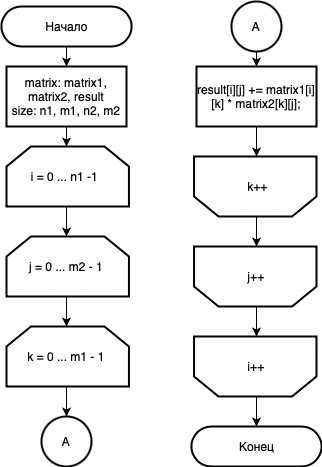 Начало
matrix: matrix1,
matrix2, result
size: n1, m1, n2, m2
i = 0 ... n1 -1
j = 0 ... m2 - 1
k = 0 ... m1 - 1
A
A
result[i][j] += matrix1[i]
[k] * matrix2[k][j];
k++
j++
i++
Конец